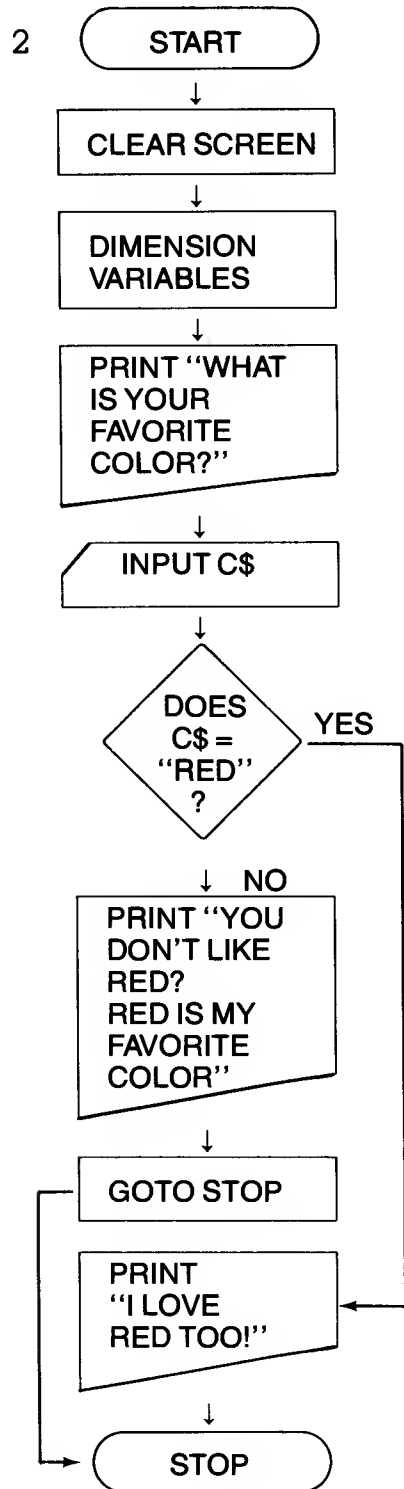 2
START
CLEAR SCREEN
DIMENSION
VARIABLES
PRINT “WHAT
IS YOUR
FAVORITE
COLOR?”
INPUT C$
DOES
C$ =
“RED”
?
YES
NO
PRINT “YOU
DON'T LIKE
RED?
RED IS MY
FAVORITE
COLOR”
GOTO STOP
PRINT
“I LOVE
RED TOO!”
STOP